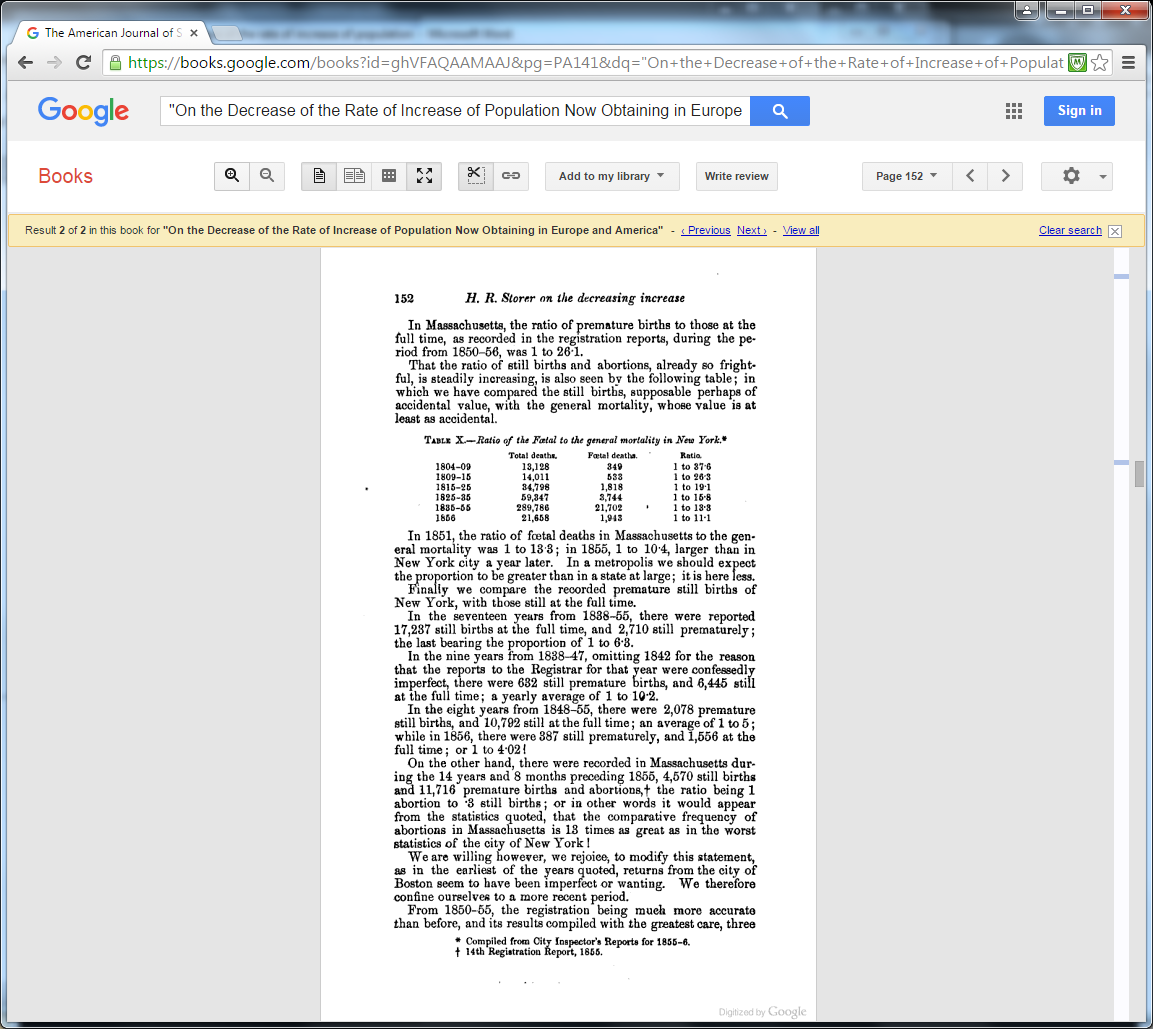 The American Journal of S
https://books.google.com/books?id=ghVFAQAAMAAJ&pg=PA141&dq="On+the+Decrease+of+the+Rate+of+Increase+of+Populat
Google
"On the Decrease of the Rate of Increase of Population Now Obtaining in Europe
Sign in
Books
Add to my library
Write review
Page 152
Result 2 of 2 in this book for "On the Decrease of the Rate of Increase of Population Now Obtaining in Europe and America" - ‹ Previous Next › - View all
Clear search
152 H. R. Storer on the decreasing increase
In Massachusetts, the ratio of premature births to those at the
full time, as recorded in the registration reports, during the pe-
riod from 1850–56, was 1 to 26·1.
That the ratio of still births and abortions, already so fright-
ful, is steadily increasing, is also seen by the following table; in
which we have compared the still births, supposable perhaps of
accidental value, with the general mortality, whose value is at
least as accidental.
TABLE X.—Ratio of the Fœtal to the general mortality in New York.*
Total deaths. Fœtal deaths. Ratio.
1804–09 13,128 349 1 to 37·6
1809–15 14,011 533 1 to 26·3
1815–25 34,798 1,818 1 to 19·1
1825–35 59,347 3,744 1 to 15·8
1835–55 289,786 21,702 1 to 13·3
1856 21,658 1,943 1 to 11·1
In 1851, the ratio of fœtal deaths in Massachusetts to the gen-
eral mortality was 1 to 13·3; in 1855, 1 to 10·4, larger than in
New York city a year later. In a metropolis we should expect
the proportion to be greater than in a state at large; it is here less.
Finally we compare the recorded premature still births of
New York, with those still at the full time.
In the seventeen years from 1838–55, there were reported
17,237 still births at the full time, and 2,710 still prematurely;
the last bearing the proportion of 1 to 6·3.
In the nine years from 1838–47, omitting 1842 for the reason
that the reports to the Registrar for that year were confessedly
imperfect, there were 632 still premature births, and 6,445 still
at the full time; a yearly average of 1 to 10·2.
In the eight years from 1848–55, there were 2,078 premature
still births, and 10,792 still at the full time; an average of 1 to 5;
while in 1856, there were 387 still prematurely, and 1,556 at the
full time; or 1 to 4·02!
On the other hand, there were recorded in Massachusetts dur-
ing the 14 years and 8 months preceding 1855, 4,570 still births
and 11,716 premature births and abortions,† the ratio being 1
abortion to ·3 still births; or in other words it would appear
from the statistics quoted, that the comparative frequency of
abortions in Massachusetts is 13 times as great as in the worst
statistics of the city of New York!
We are willing however, we rejoice, to modify this statement,
as in the earliest of the years quoted, returns from the city of
Boston seem to have been imperfect or wanting. We therefore
confine ourselves to a more recent period.
From 1850–55, the registration being much more accurate
than before, and its results compiled with the greatest care, three
* Compiled from City Inspector's Reports for 1855–6.
† 14th Registration Report, 1855.
Digitized by Google